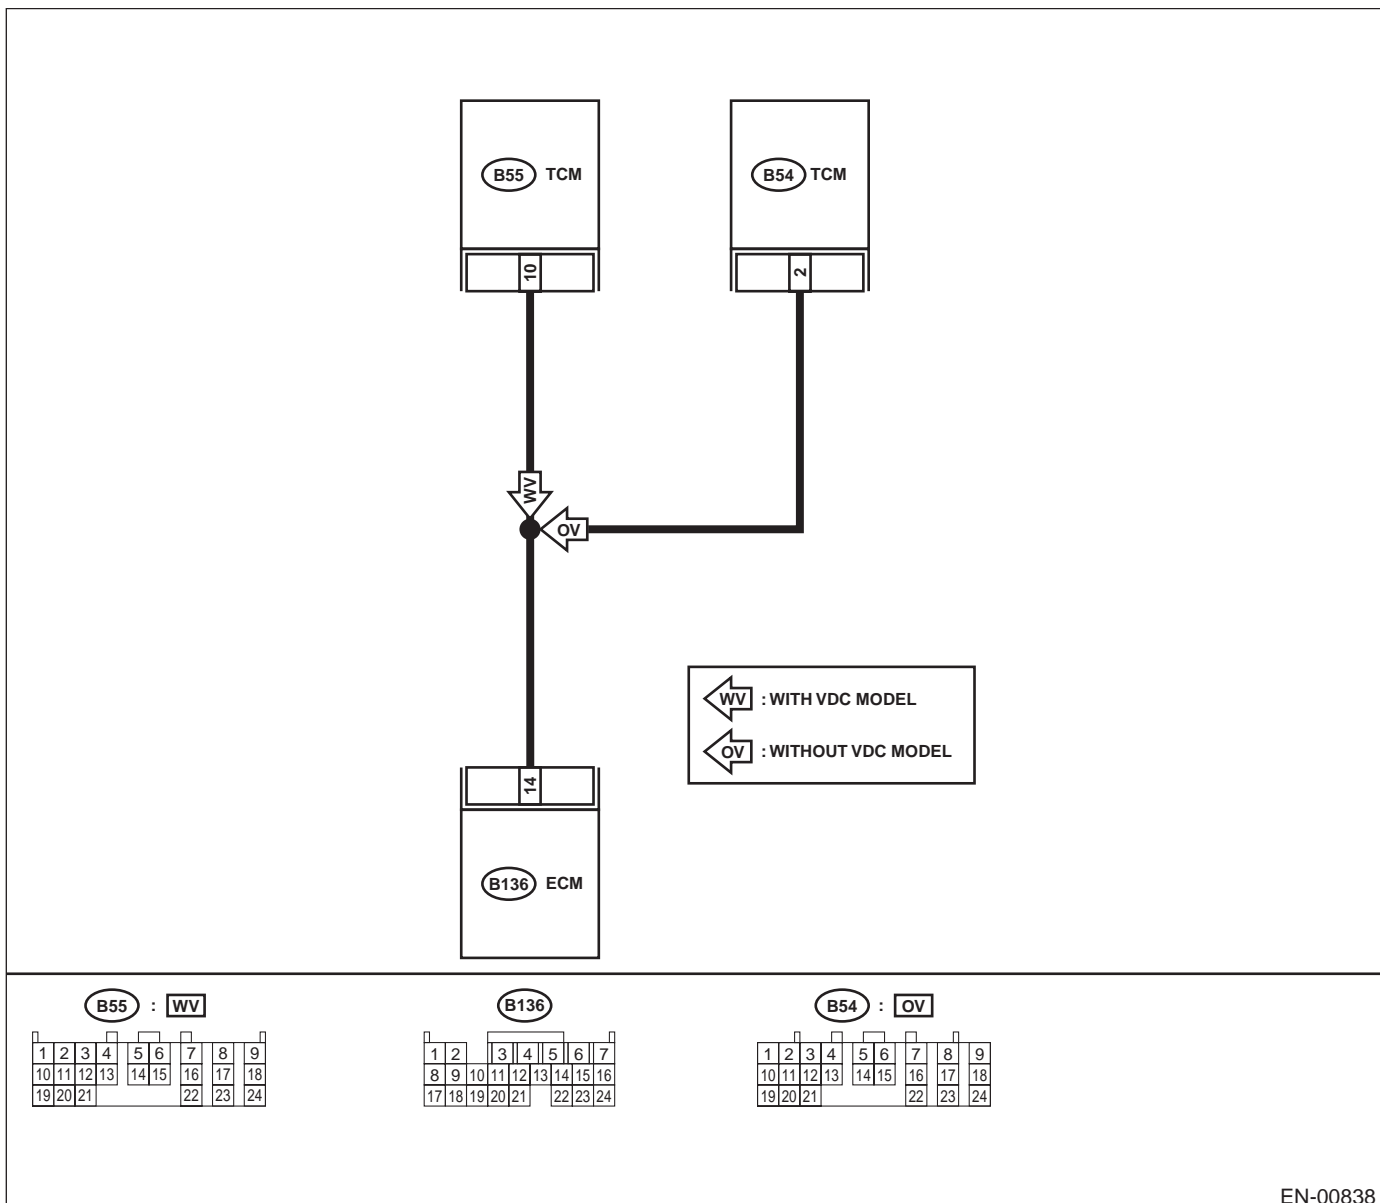 B55 TCM
B54 TCM
10
2
WV
OV
WV : WITH VDC MODEL
OV : WITHOUT VDC MODEL
14
B136 ECM
B55 : WV
1 2 3 4 5 6 7 8 9
10 11 12 13 14 15 16 17 18
19 20 21 22 23 24
B136
1 2 3 4 5 6 7
8 9 10 11 12 13 14 15 16
17 18 19 20 21 22 23 24
B54 : OV
1 2 3 4 5 6 7 8 9
10 11 12 13 14 15 16 17 18
19 20 21 22 23 24
EN-00838